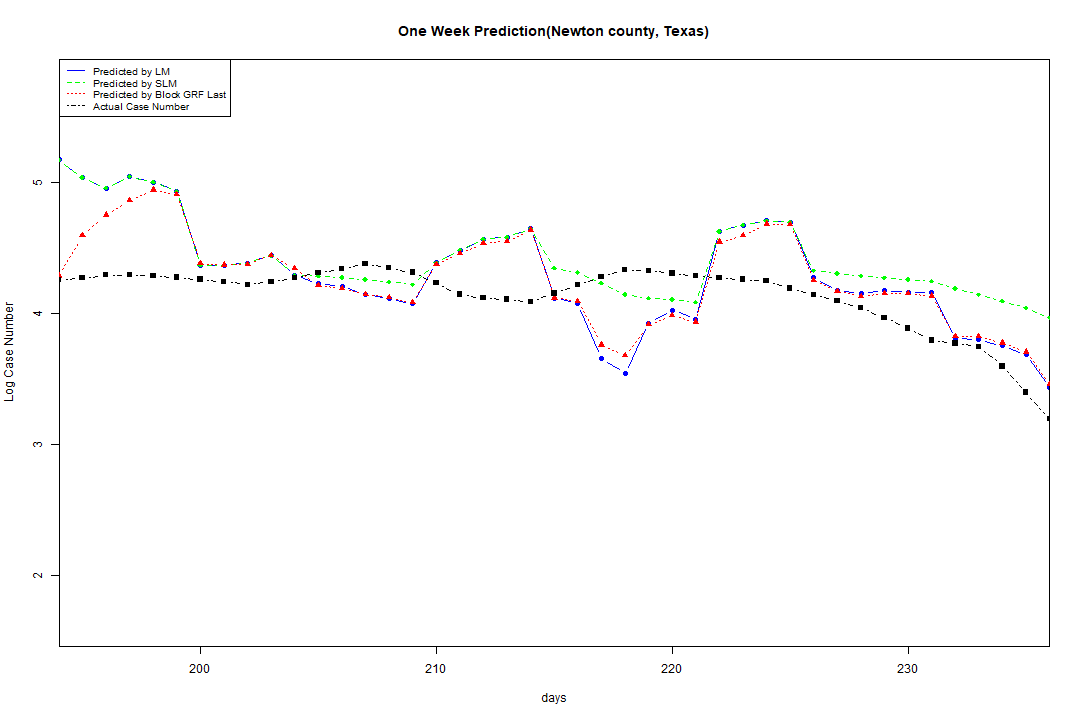 One Week Prediction(Newton county, Texas)
Predicted by LM
Predicted by SLM
Predicted by Block GRF Last
Actual Case Number
5
4
3
2
Log Case Number
200 210 220 230
days